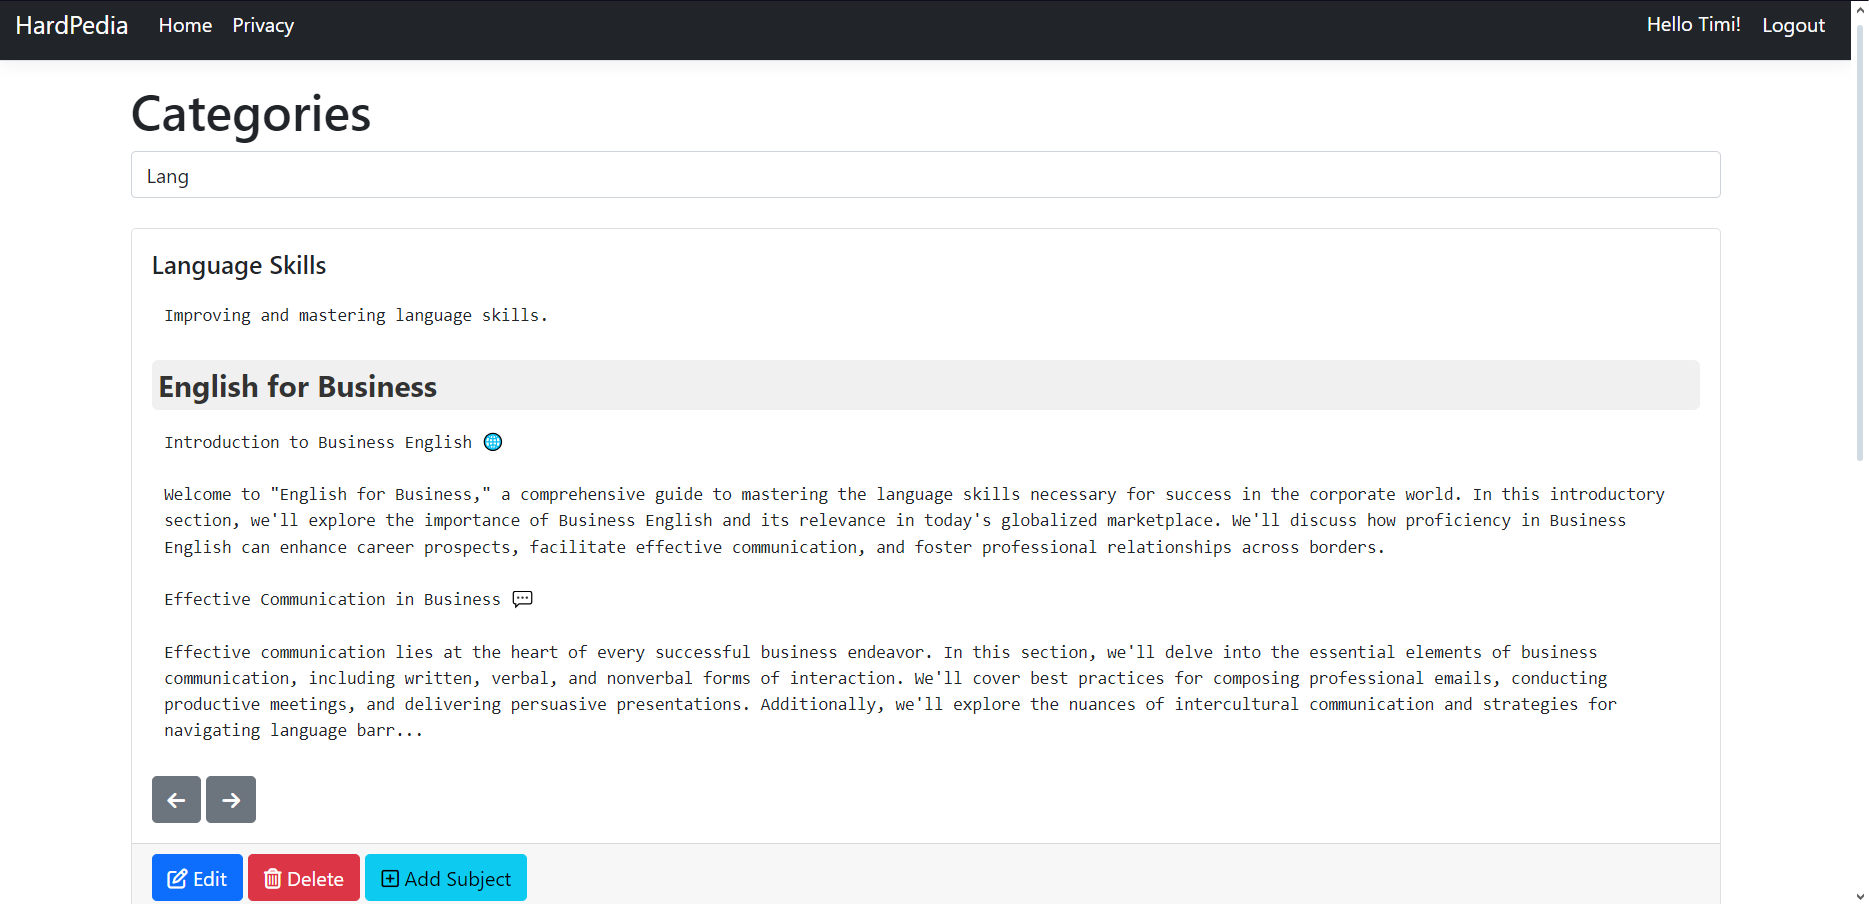 HardPedia Home Privacy Hello Timi! Logout
Categories
Lang
Language Skills
Improving and mastering language skills.
English for Business
Introduction to Business English 🌐
Welcome to "English for Business," a comprehensive guide to mastering the language skills necessary for success in the corporate world. In this introductory
section, we'll explore the importance of Business English and its relevance in today's globalized marketplace. We'll discuss how proficiency in Business
English can enhance career prospects, facilitate effective communication, and foster professional relationships across borders.
Effective Communication in Business 💬
Effective communication lies at the heart of every successful business endeavor. In this section, we'll delve into the essential elements of business
communication, including written, verbal, and nonverbal forms of interaction. We'll cover best practices for composing professional emails, conducting
productive meetings, and delivering persuasive presentations. Additionally, we'll explore the nuances of intercultural communication and strategies for
navigating language barr...
Edit Delete Add Subject